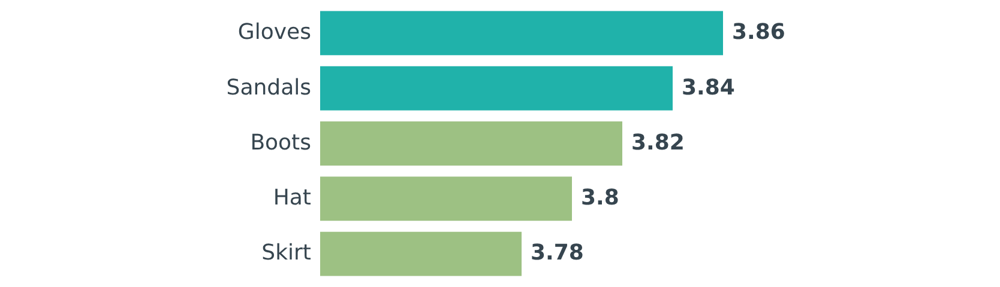 Gloves 3.86
Sandals 3.84
Boots 3.82
Hat 3.8
Skirt 3.78